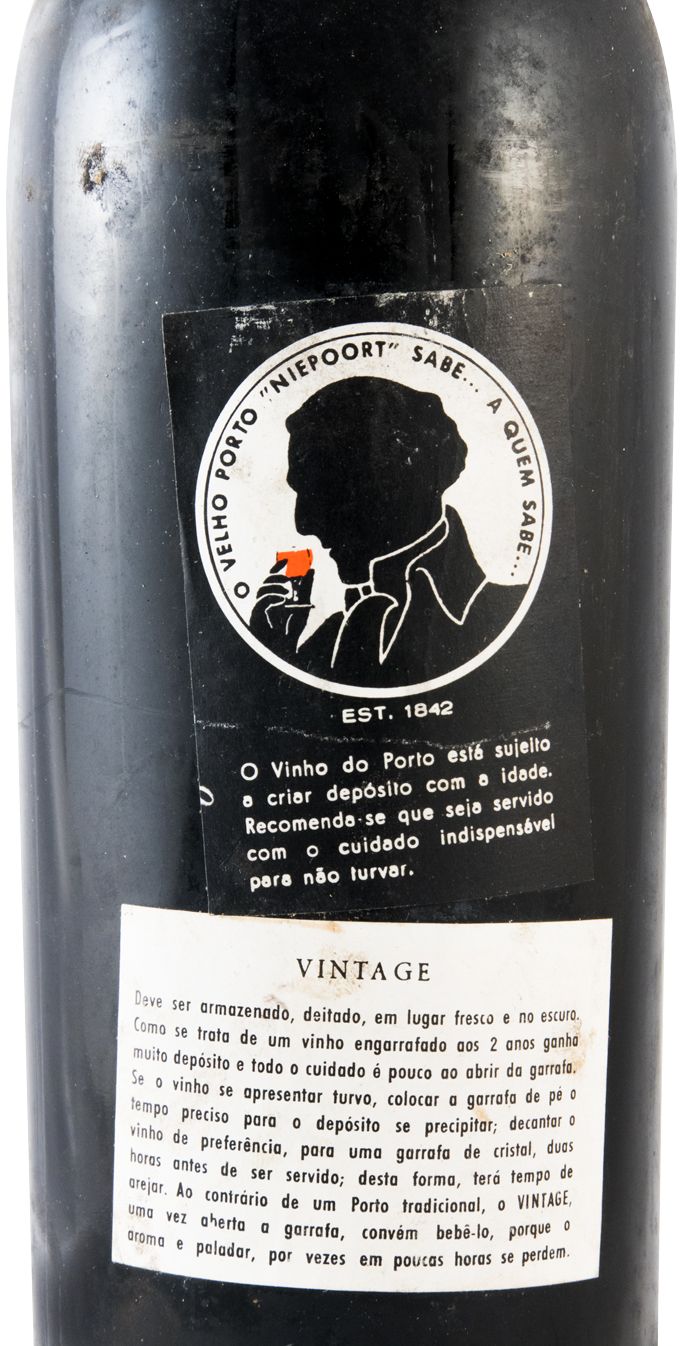 O VELHO PORTO "NIEPOORT" SABE... A QUEM SABE...
EST. 1842
O Vinho do Porto está sujeito
a criar depósito com a idade.
Recomenda-se que seja servido
com o cuidado indispensável
para não turvar.
VINTAGE
Deve ser armazenado, deitado, em lugar fresco e no escuro.
Como se trata de um vinho engarrafado aos 2 anos ganha
muito depósito e todo o cuidado é pouco ao abrir da garrafa.
Se o vinho se apresentar turvo, colocar a garrafa de pé o
tempo preciso para o depósito se precipitar; decantar o
vinho de preferência, para uma garrafa de cristal, duas
horas antes de ser servido; desta forma, terá tempo de
arejar. Ao contrário de um Porto tradicional, o VINTAGE,
uma vez aberta a garrafa, convém bebê-lo, porque o
aroma e paladar, por vezes em poucas horas se perdem.